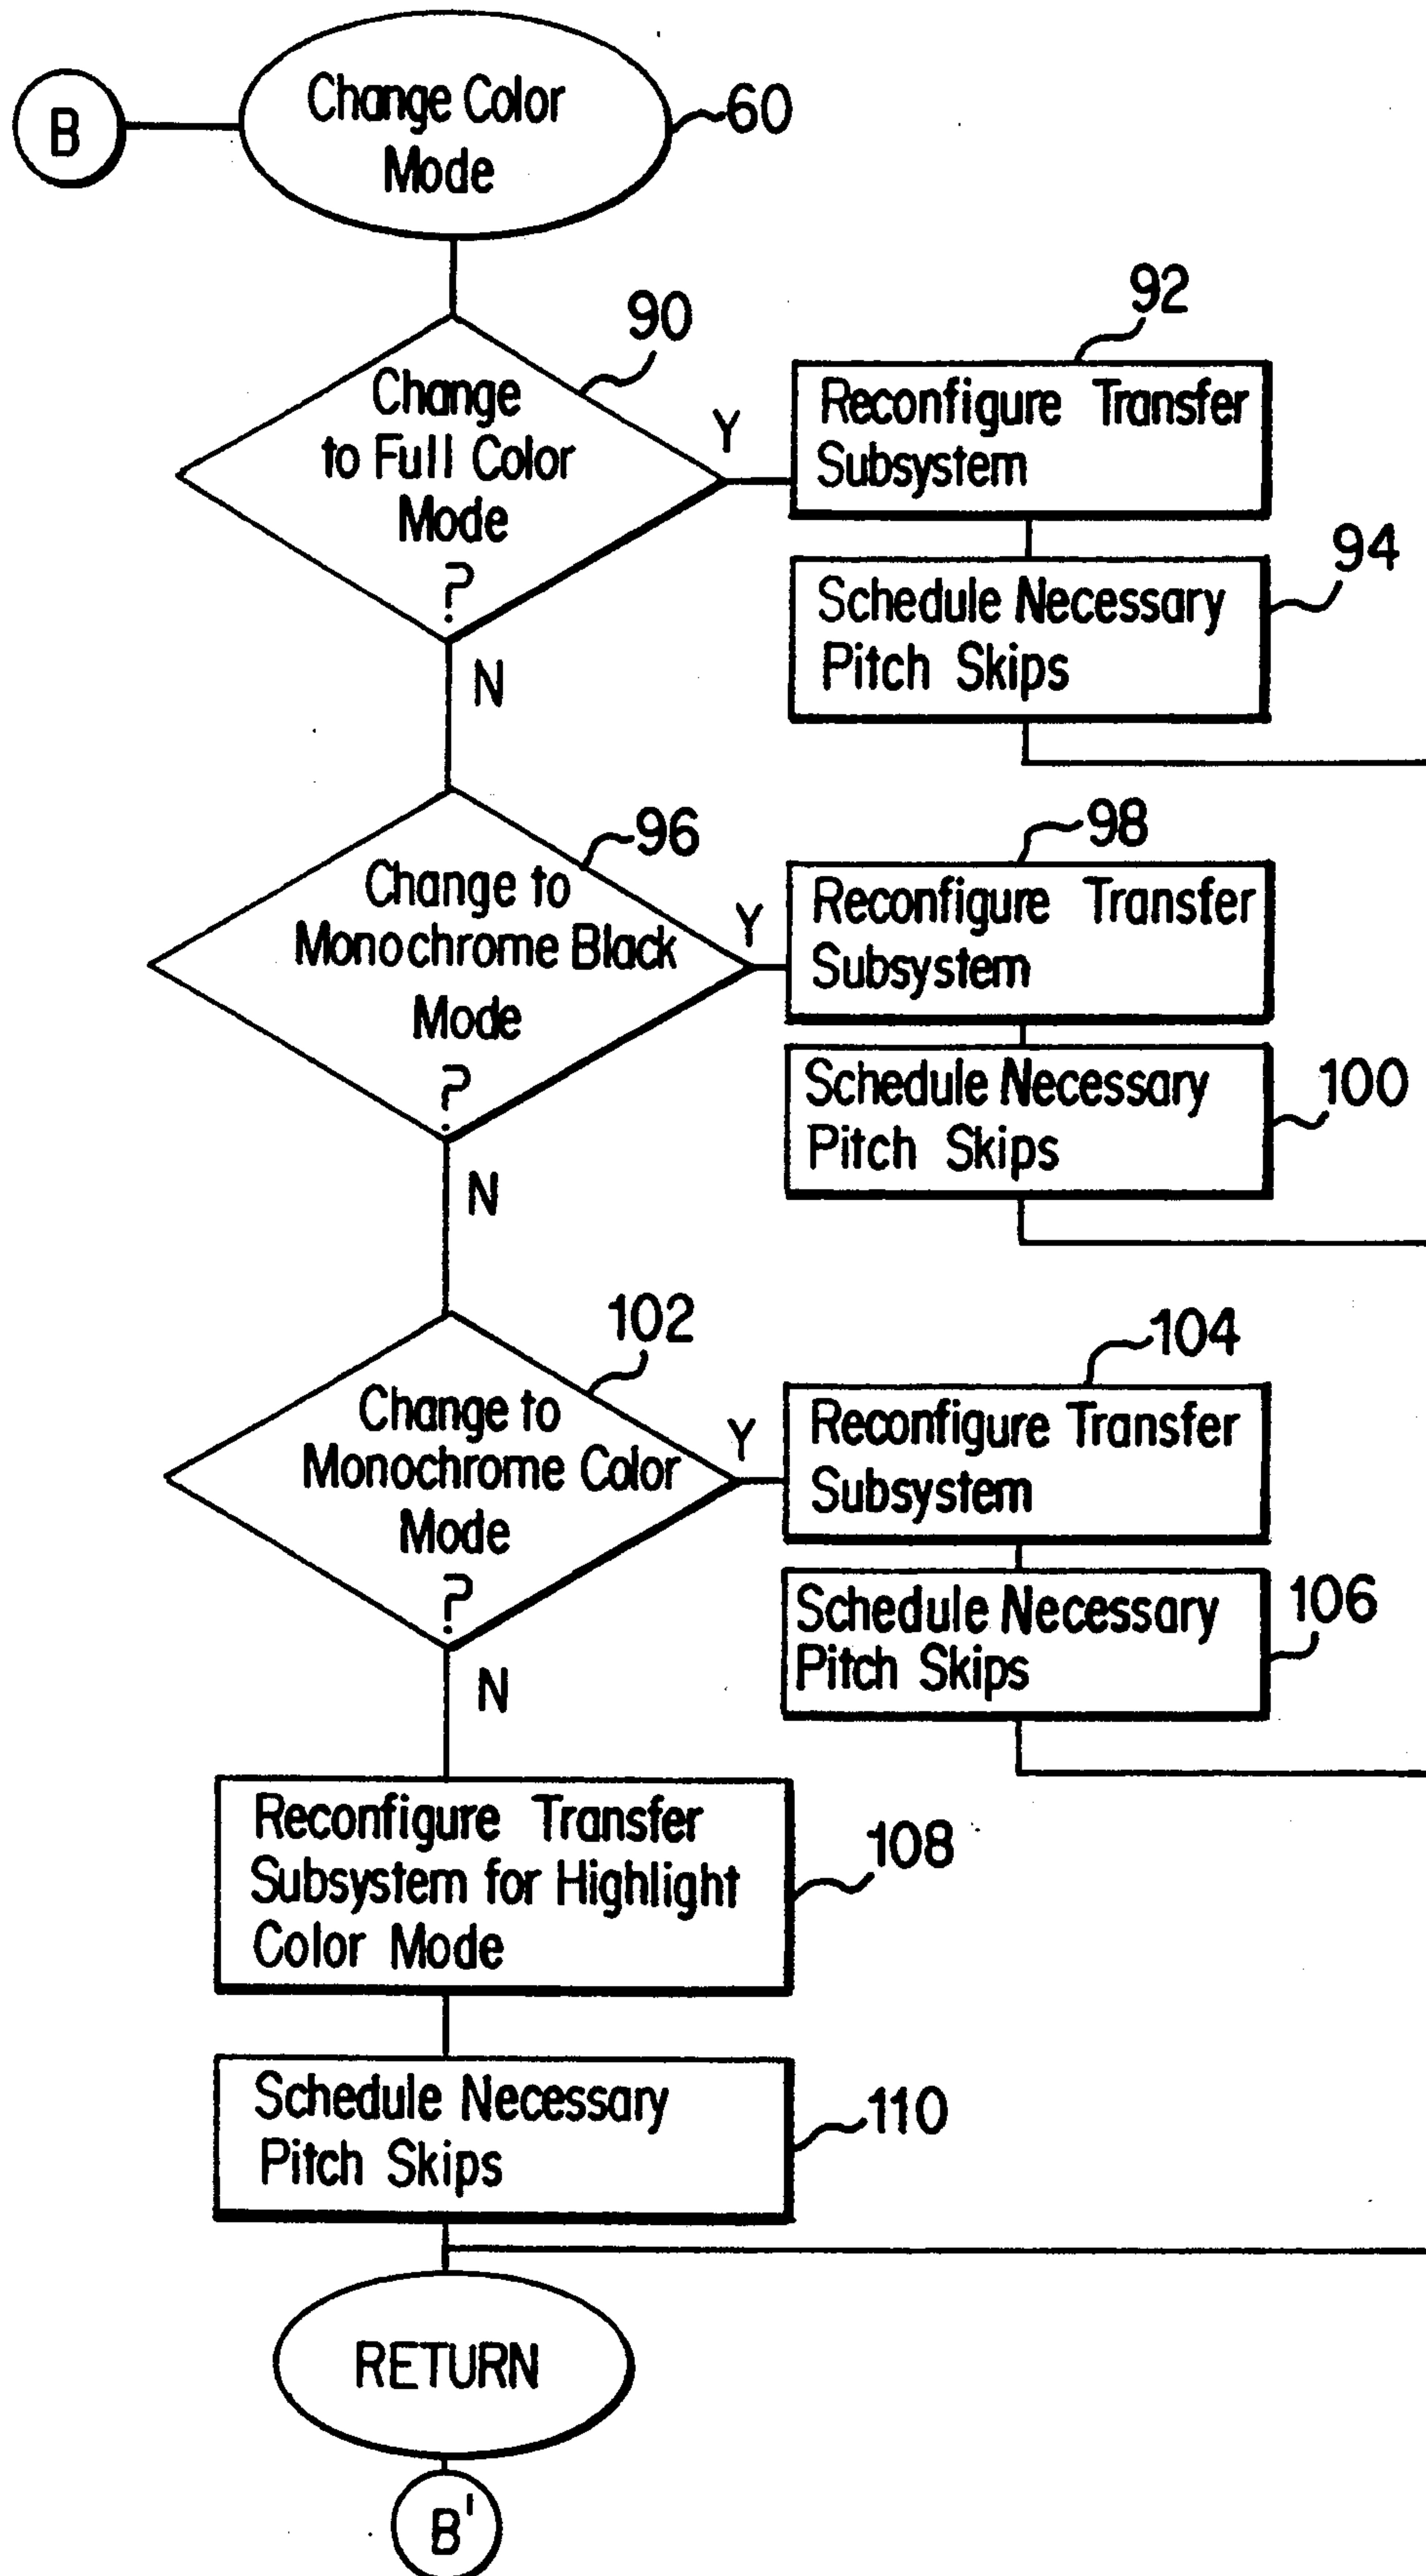 B
Change Color
Mode
60
90
Change
to Full Color
Mode
?
Y
N
92
Reconfigure Transfer
Subsystem
94
Schedule Necessary
Pitch Skips
96
Change to
Monochrome Black
Mode
?
Y
N
98
Reconfigure Transfer
Subsystem
100
Schedule Necessary
Pitch Skips
102
Change to
Monochrome Color
Mode
?
Y
N
104
Reconfigure Transfer
Subsystem
106
Schedule Necessary
Pitch Skips
Reconfigure Transfer
Subsystem for Highlight
Color Mode
108
Schedule Necessary
Pitch Skips
110
RETURN
B'